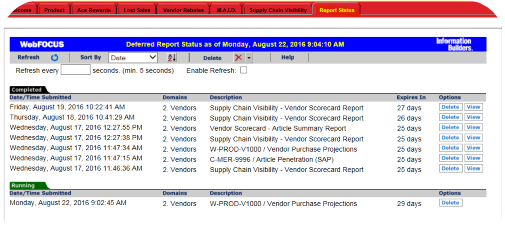 Product Ace Rewards Lost Sales Vendor Rebates M.A.I.D. Supply Chain Visibility Report Status
WebFOCUS Deferred Report Status as of Monday, August 22, 2016 9:04:10 AM Information Builders.
Refresh Sort By Date Delete Help
Refresh every seconds. (min. 5 seconds) Enable Refresh:
Completed
Date/Time Submitted Domains Description Expires In Options
Friday, August 19, 2016 10:22:41 AM 2. Vendors Supply Chain Visibility - Vendor Scorecard Report 27 days Delete View
Thursday, August 18, 2016 10:41:29 AM 2. Vendors Supply Chain Visibility - Vendor Scorecard Report 26 days Delete View
Wednesday, August 17, 2016 12:27:55 PM 2. Vendors Vendor Scorecard - Article Summary Report 25 days Delete View
Wednesday, August 17, 2016 12:27:38 PM 2. Vendors Supply Chain Visibility - Vendor Scorecard Report 25 days Delete View
Wednesday, August 17, 2016 11:47:34 AM 2. Vendors W-PROD-V1000 / Vendor Purchase Projections 25 days Delete View
Wednesday, August 17, 2016 11:47:15 AM 2. Vendors C-MER-9996 / Article Penetration (SAP) 25 days Delete View
Wednesday, August 17, 2016 11:46:36 AM 2. Vendors Supply Chain Visibility - Vendor Scorecard Report 25 days Delete View
Running
Date/Time Submitted Domains Description Options
Monday, August 22, 2016 9:02:45 AM 2. Vendors W-PROD-V1000 / Vendor Purchase Projections 29 days Delete